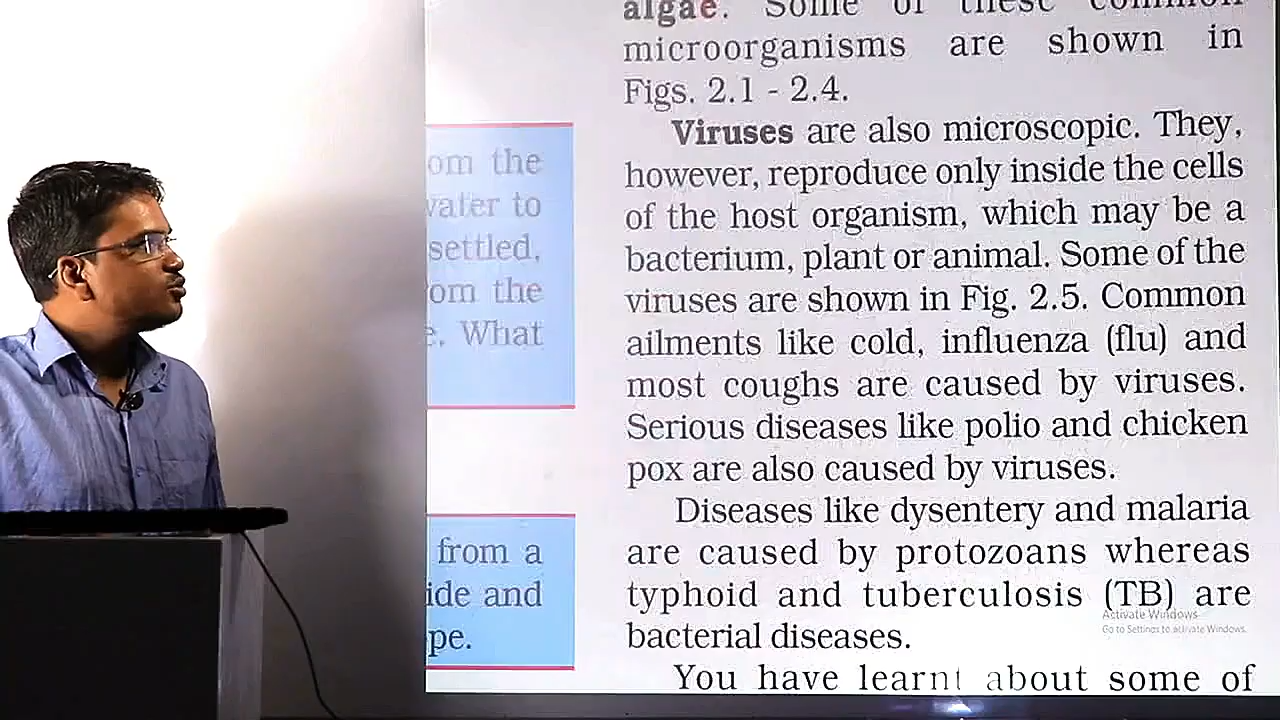 algae. Some of these common
microorganisms are shown in
Figs. 2.1 - 2.4.
Viruses are also microscopic. They,
however, reproduce only inside the cells
of the host organism, which may be a
bacterium, plant or animal. Some of the
viruses are shown in Fig. 2.5. Common
ailments like cold, influenza (flu) and
most coughs are caused by viruses.
Serious diseases like polio and chicken
pox are also caused by viruses.
Diseases like dysentery and malaria
are caused by protozoans whereas
typhoid and tuberculosis (TB) are
bacterial diseases.
You have learnt about some of
om the
water to
settled,
om the
e. What
from a
ide and
pe.
Activate Windows
Go to Settings to activate Windows.